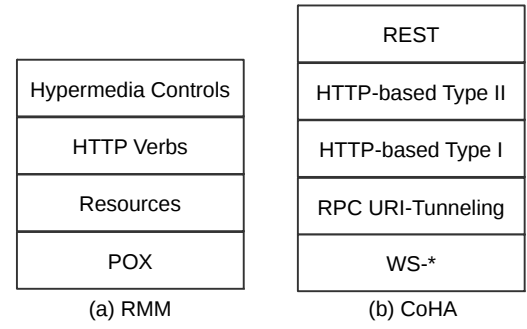 Hypermedia Controls
HTTP Verbs
Resources
POX
(a) RMM
REST
HTTP-based Type II
HTTP-based Type I
RPC URI-Tunneling
WS-*
(b) CoHA